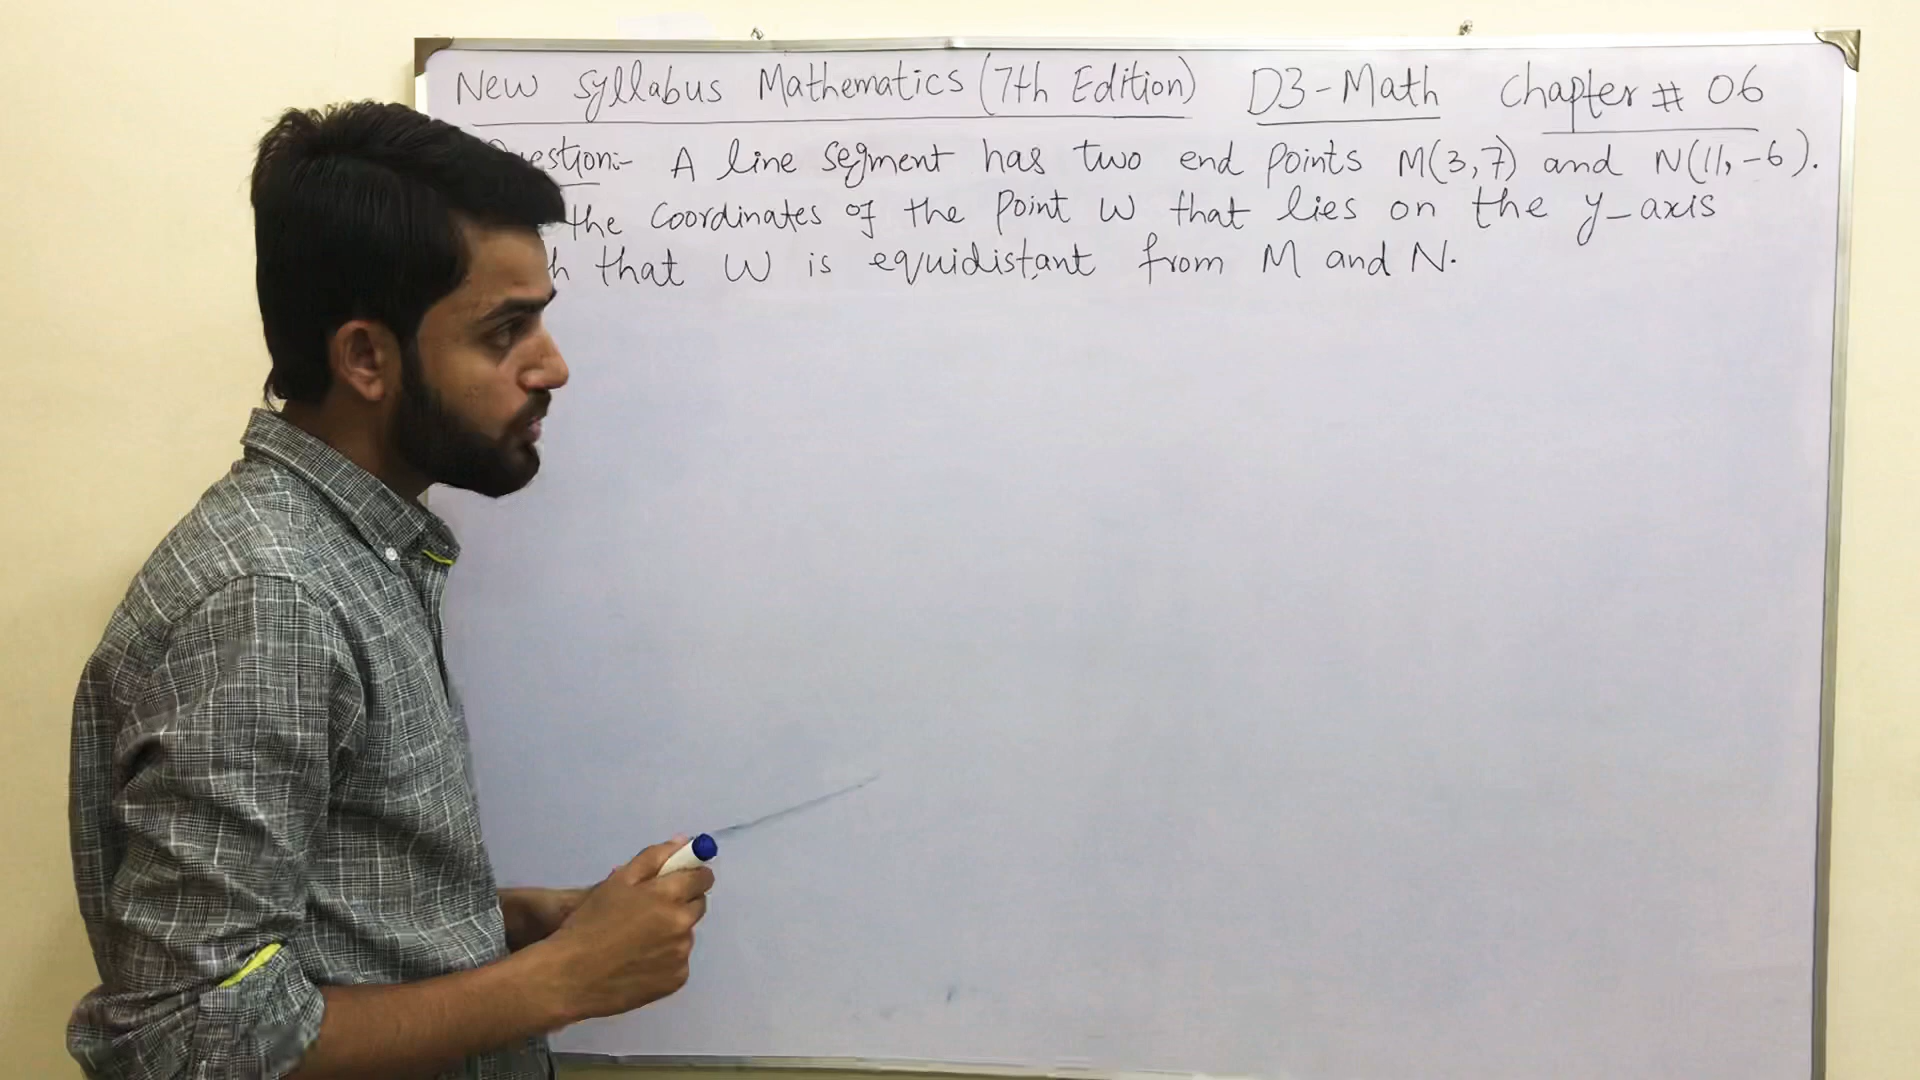 New Syllabus Mathematics (7th Edition) D3-Math Chapter # 06
estion:- A line segment has two end points M(3,7) and N(11,-6).
the coordinates of the point W that lies on the y-axis
h that W is equidistant from M and N.